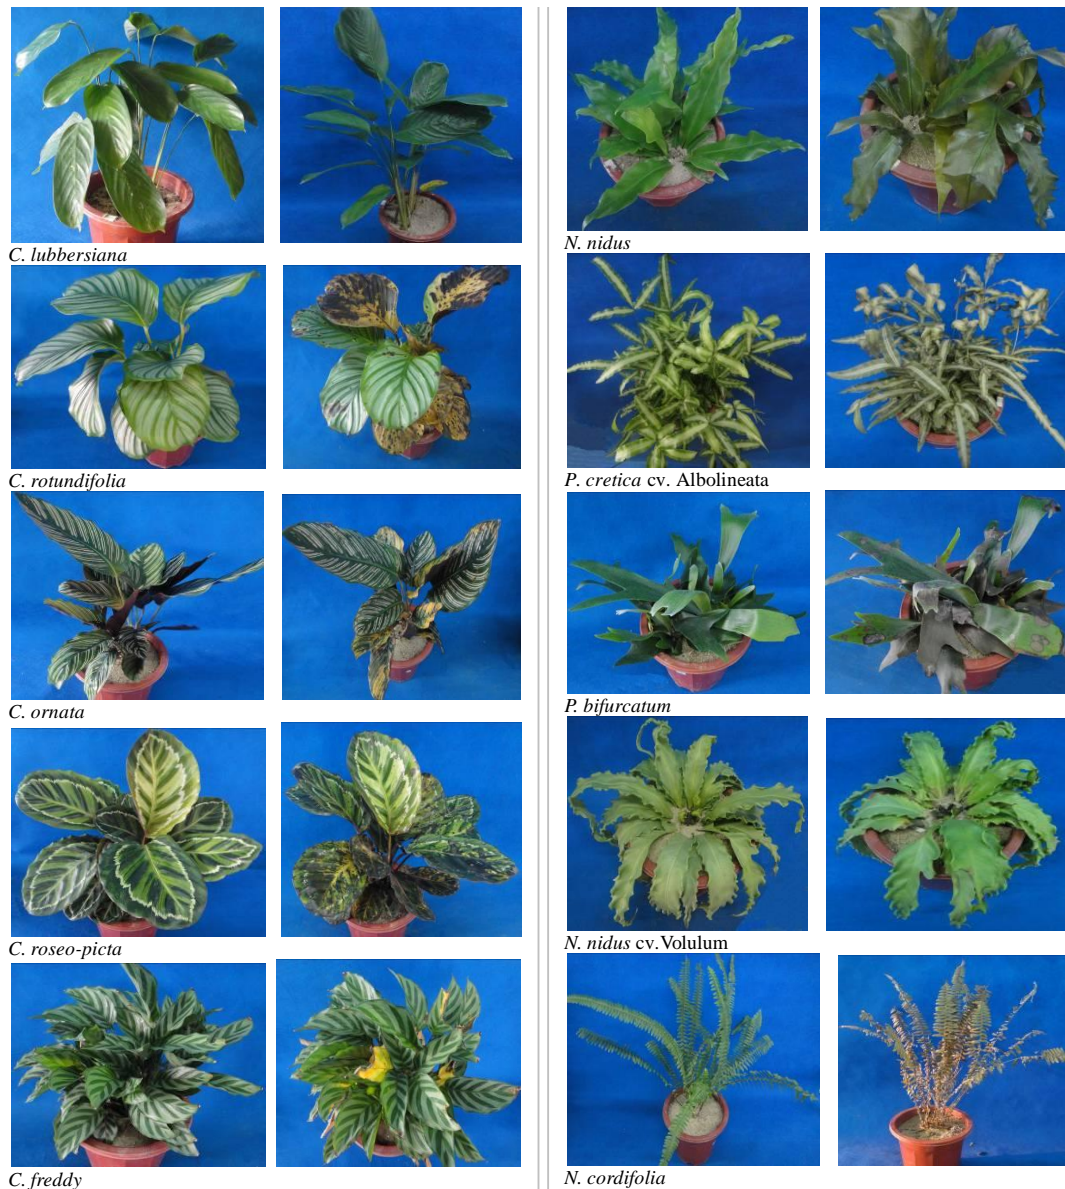 C. lubbersiana
C. rotundifolia
C. ornata
C. roseo-picta
C. freddy
N. nidus
P. cretica cv. Albolineata
P. bifurcatum
N. nidus cv.Volulum
N. cordifolia